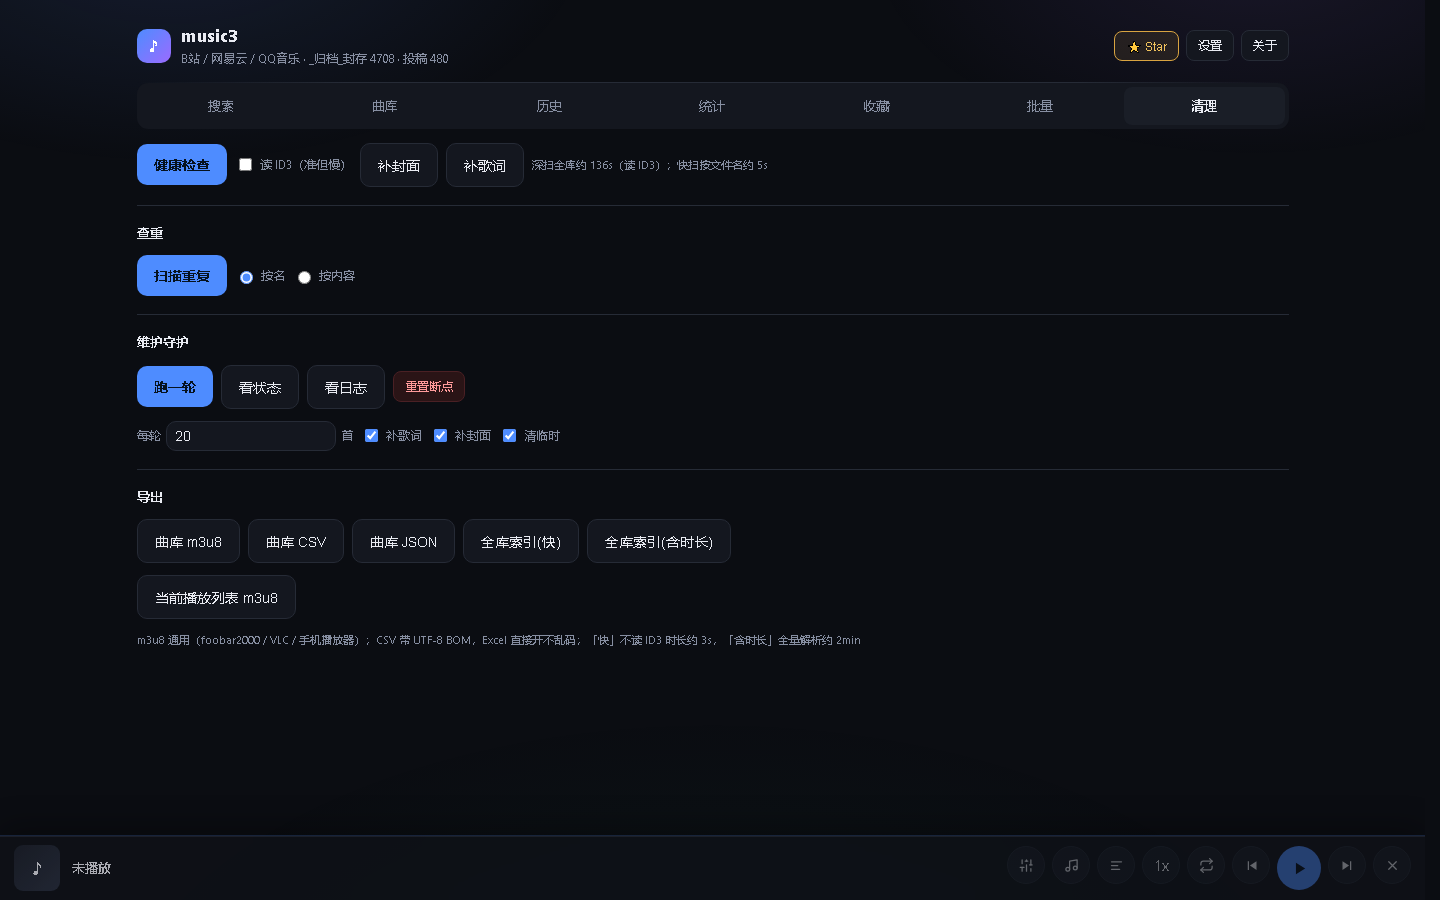 music3
B站 / 网易云 / QQ音乐 · _归档_封存 4708 · 投稿 480
★ Star 设置 关于
搜索 曲库 历史 统计 收藏 批量 清理
健康检查 读 ID3（准但慢） 补封面 补歌词 深扫全库约 136s（读 ID3）；快扫按文件名约 5s
查重
扫描重复 按名 按内容
维护守护
跑一轮 看状态 看日志 重置断点
每轮 20 首 补歌词 补封面 清临时
导出
曲库 m3u8 曲库 CSV 曲库 JSON 全库索引(快) 全库索引(含时长)
当前播放列表 m3u8
m3u8 通用（foobar2000 / VLC / 手机播放器）；CSV 带 UTF-8 BOM，Excel 直接开不乱码；「快」不读 ID3 时长约 3s，「含时长」全量解析约 2min
未播放 1x